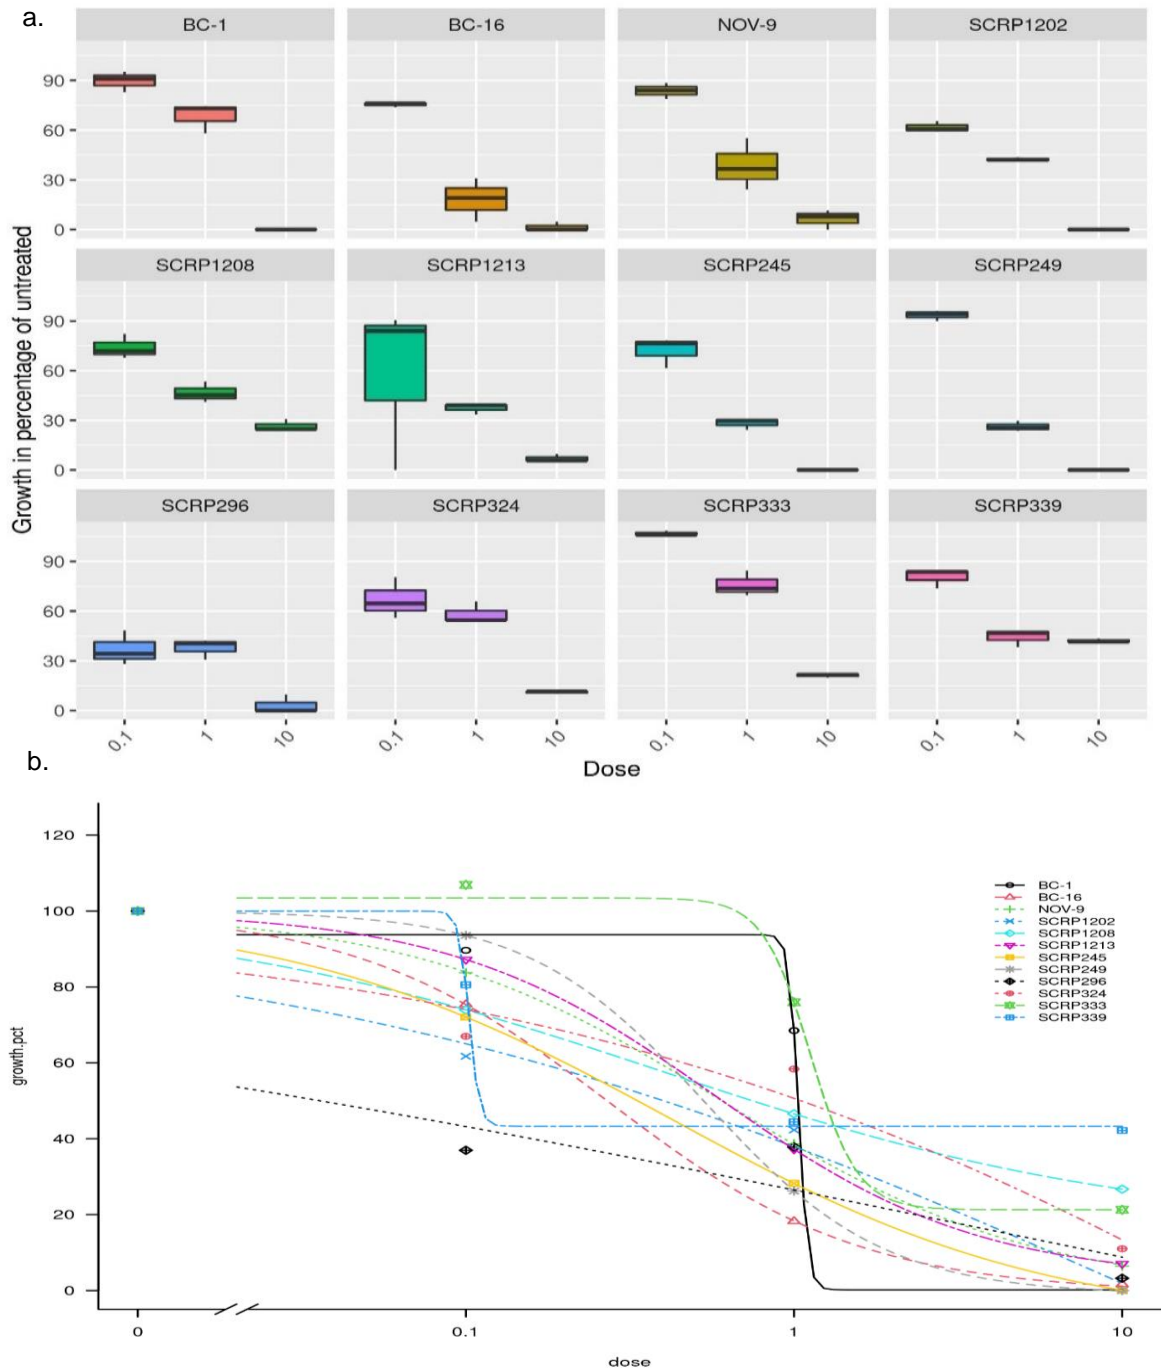 a.
BC-1 BC-16 NOV-9 SCRP1202
90
60
30
0
SCRP1208 SCRP1213 SCRP245 SCRP249
90
60
30
0
SCRP296 SCRP324 SCRP333 SCRP339
90
60
30
0
Growth in percentage of untreated
0.1 1 10 0.1 1 10 0.1 1 10 0.1 1 10
Dose
b.
120
100
80
60
40
20
0
growth.pct
BC-1
BC-16
NOV-9
SCRP1202
SCRP1208
SCRP1213
SCRP245
SCRP249
SCRP296
SCRP324
SCRP333
SCRP339
0 0.1 1 10
dose